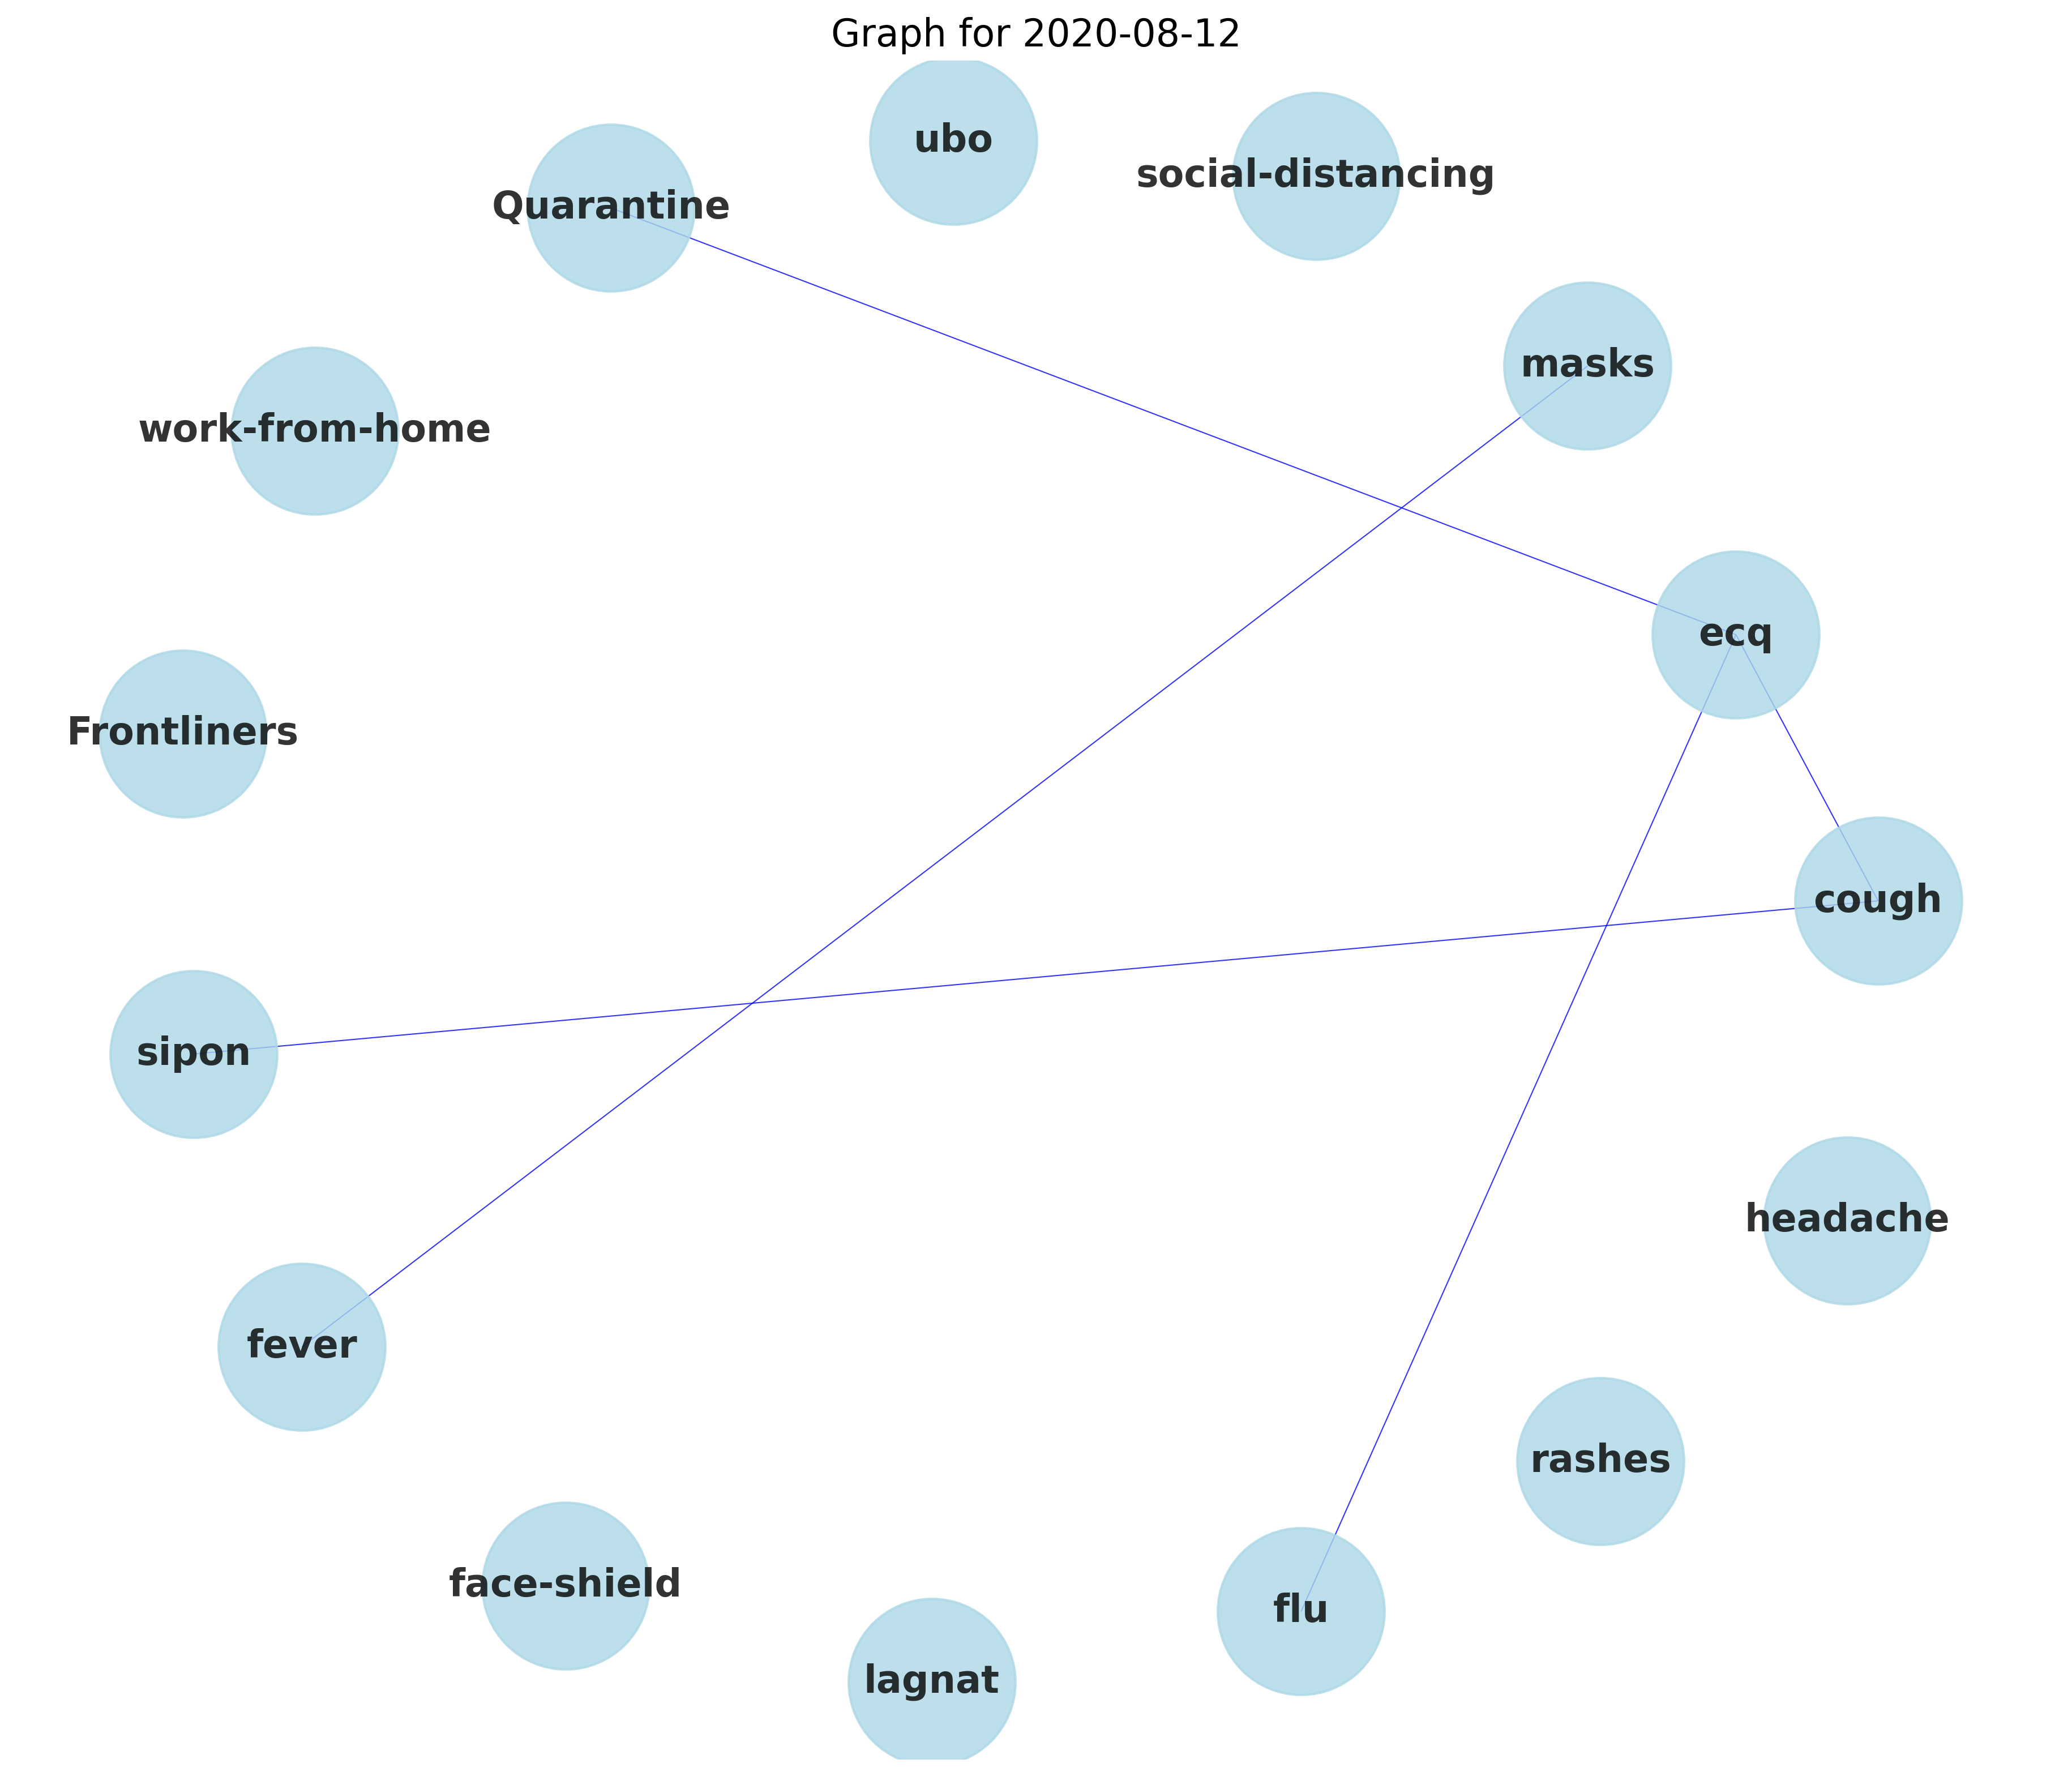 Graph for 2020-08-12
ubo
social-distancing
Quarantine
masks
work-from-home
ecq
Frontliners
cough
sipon
headache
fever
rashes
face-shield
flu
lagnat